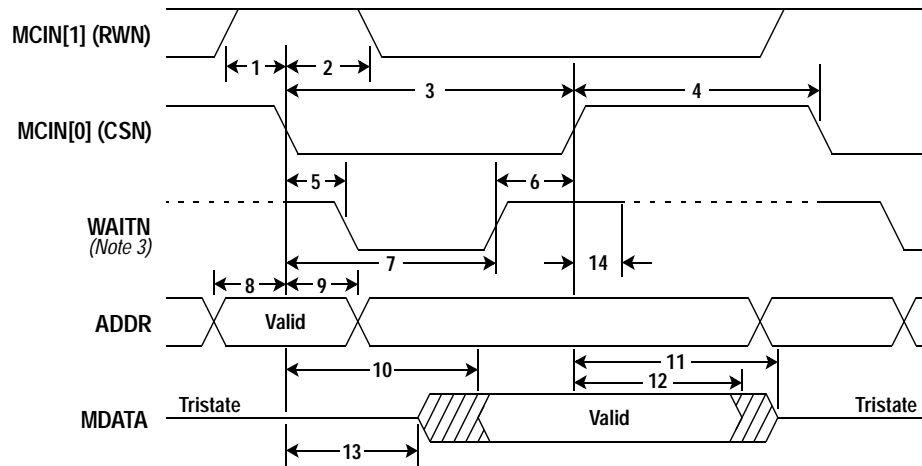 MCIN[1] (RWN)
1
2
3
4
MCIN[0] (CSN)
5
6
WAITN
(Note 3)
7
14
8
9
ADDR
Valid
10
11
12
Tristate
Valid
Tristate
MDATA
13